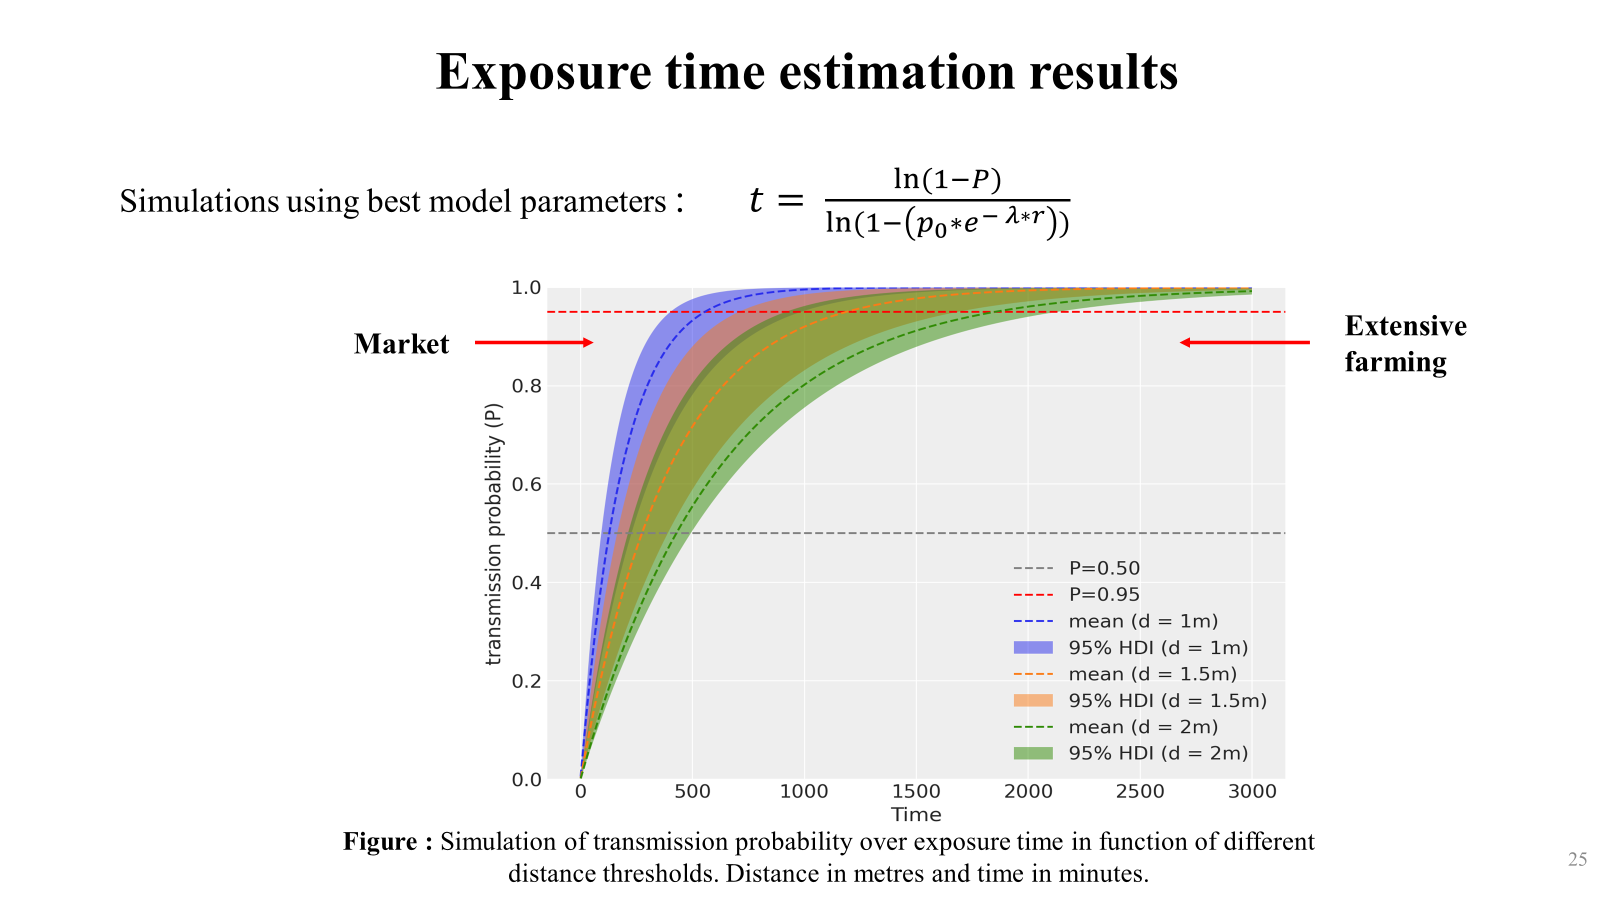 Exposure time estimation results
Simulations using best model parameters : t = ln(1−P) / ln(1−(p₀∗e^(− λ∗r)))
Market
Extensive
farming
transmission probability (P)
1.0
0.8
0.6
0.4
0.2
0.0
P=0.50
P=0.95
mean (d = 1m)
95% HDI (d = 1m)
mean (d = 1.5m)
95% HDI (d = 1.5m)
mean (d = 2m)
95% HDI (d = 2m)
0 500 1000 1500 2000 2500 3000
Time
Figure : Simulation of transmission probability over exposure time in function of different
distance thresholds. Distance in metres and time in minutes.
25